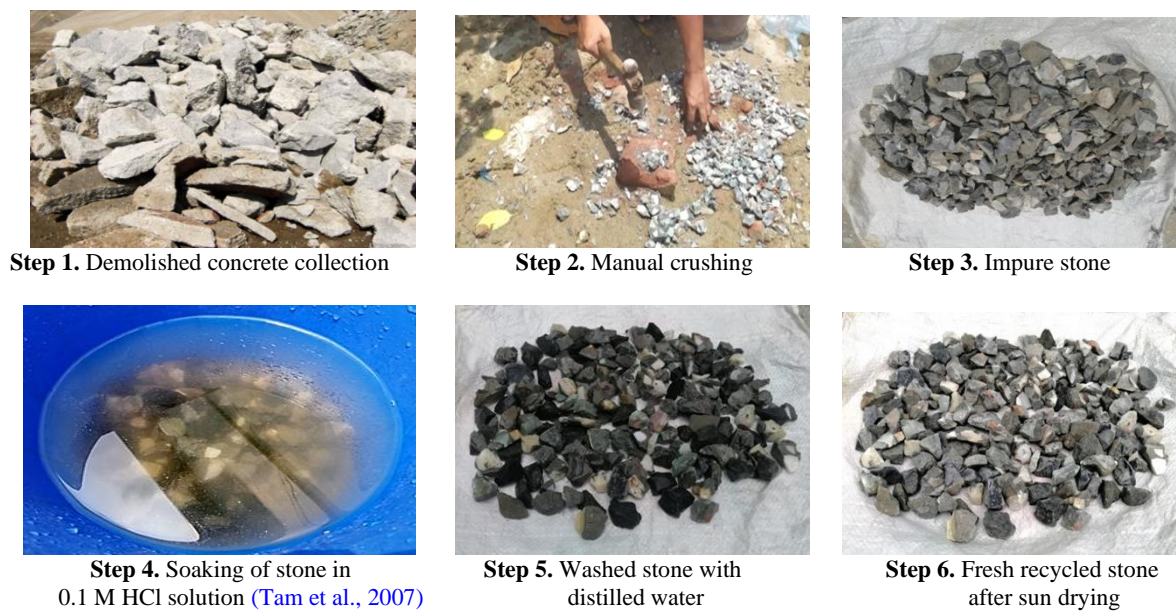 Step 1. Demolished concrete collection
Step 2. Manual crushing
Step 3. Impure stone
Step 4. Soaking of stone in
0.1 M HCl solution (Tam et al., 2007)
Step 5. Washed stone with
distilled water
Step 6. Fresh recycled stone
after sun drying